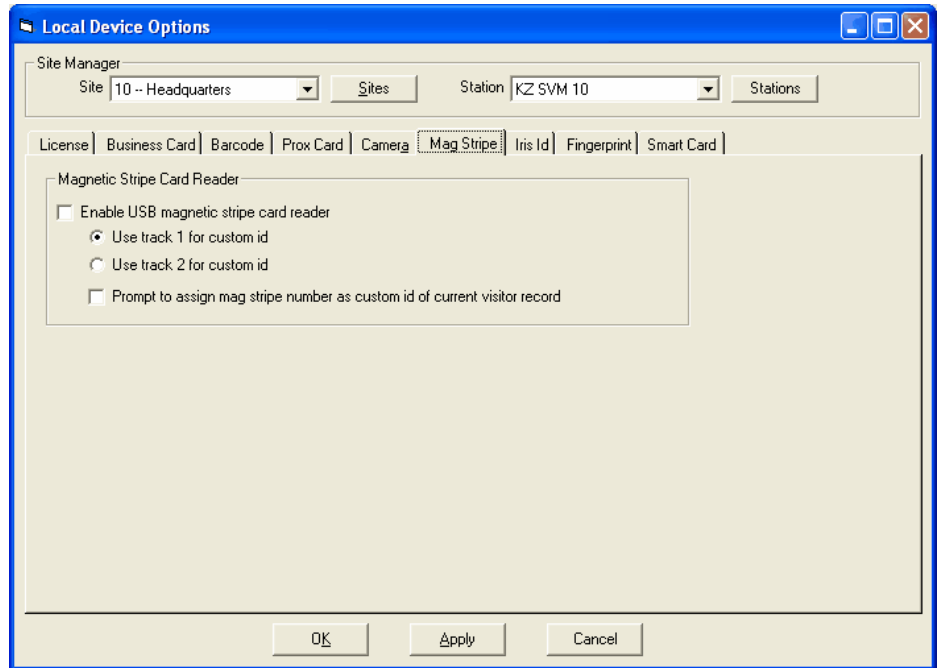 Local Device Options
Site Manager
Site 10 -- Headquarters Sites Station KZ SVM 10 Stations
License Business Card Barcode Prox Card Camera Mag Stripe Iris Id Fingerprint Smart Card
Magnetic Stripe Card Reader
Enable USB magnetic stripe card reader
Use track 1 for custom id
Use track 2 for custom id
Prompt to assign mag stripe number as custom id of current visitor record
OK Apply Cancel